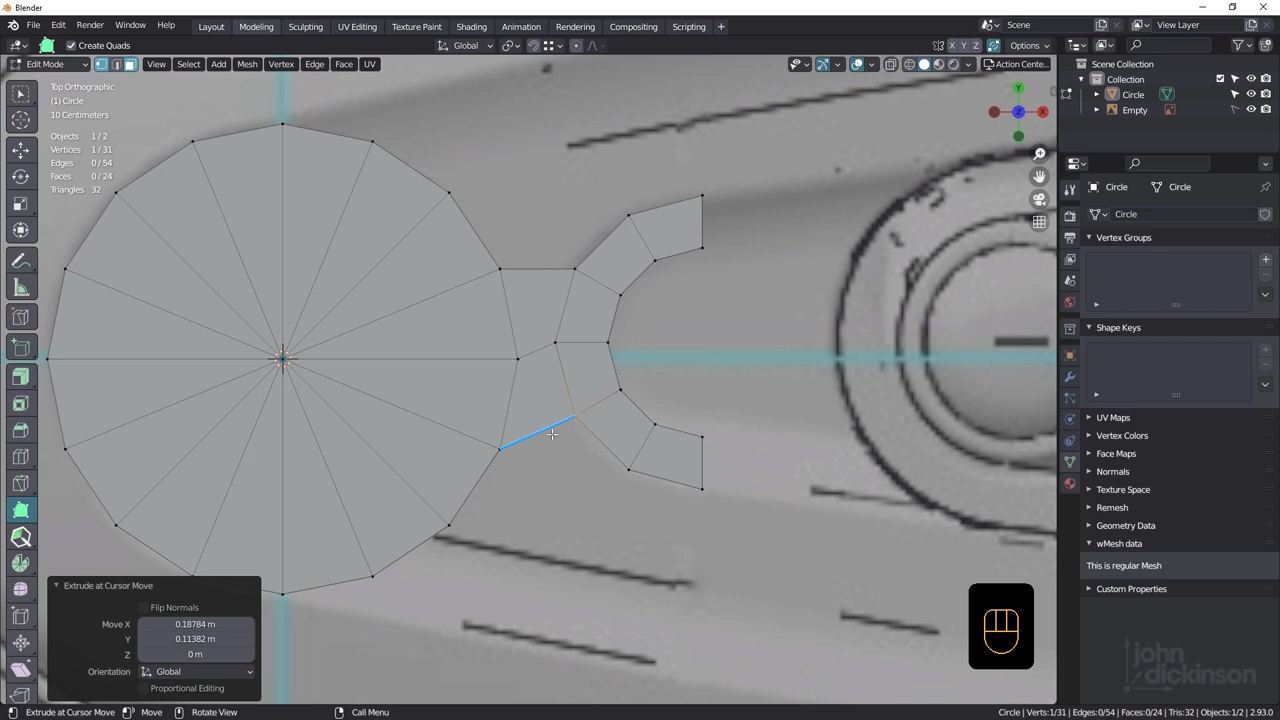 Blender
File Edit Render Window Help Layout Modeling Sculpting UV Editing Texture Paint Shading Animation Rendering Compositing Scripting + Scene View Layer
Create Quads Global X Y Z Options
Edit Mode View Select Add Mesh Vertex Edge Face UV Action Cente...
Top Orthographic
(1) Circle
10 Centimeters
Objects 1/2
Vertices 1/31
Edges 0/54
Faces 0/24
Triangles 32
Y
Z
X
Scene Collection
Collection
Circle
Empty
Circle Circle
Circle
Vertex Groups
Shape Keys
UV Maps
Vertex Colors
Face Maps
Normals
Texture Space
Remesh
Geometry Data
wMesh data
This is regular Mesh
Custom Properties
Extrude at Cursor Move
Flip Normals
Move X 0.18784 m
Y 0.11382 m
Z 0 m
Orientation Global
Proportional Editing
john
dickinson
Extrude at Cursor Move Move Rotate View Call Menu Circle | Verts:1/31 | Edges:0/54 | Faces:0/24 | Tris:32 | Objects:1/2 | 2.93.0